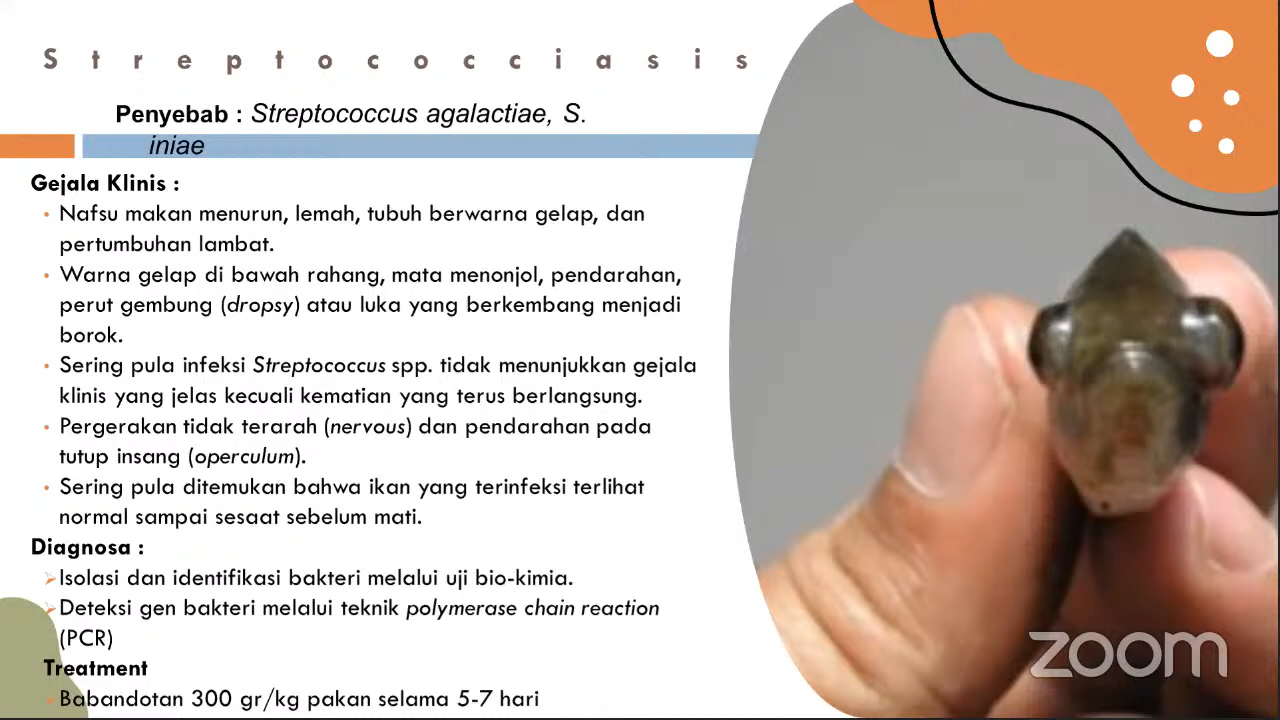 Streptococciasis
Penyebab : Streptococcus agalactiae, S.
iniae
Gejala Klinis :
• Nafsu makan menurun, lemah, tubuh berwarna gelap, dan
pertumbuhan lambat.
• Warna gelap di bawah rahang, mata menonjol, pendarahan,
perut gembung (dropsy) atau luka yang berkembang menjadi
borok.
• Sering pula infeksi Streptococcus spp. tidak menunjukkan gejala
klinis yang jelas kecuali kematian yang terus berlangsung.
• Pergerakan tidak terarah (nervous) dan pendarahan pada
tutup insang (operculum).
• Sering pula ditemukan bahwa ikan yang terinfeksi terlihat
normal sampai sesaat sebelum mati.
Diagnosa :
➢Isolasi dan identifikasi bakteri melalui uji bio-kimia.
➢Deteksi gen bakteri melalui teknik polymerase chain reaction
(PCR)
Treatment
Babandotan 300 gr/kg pakan selama 5-7 hari
zoom